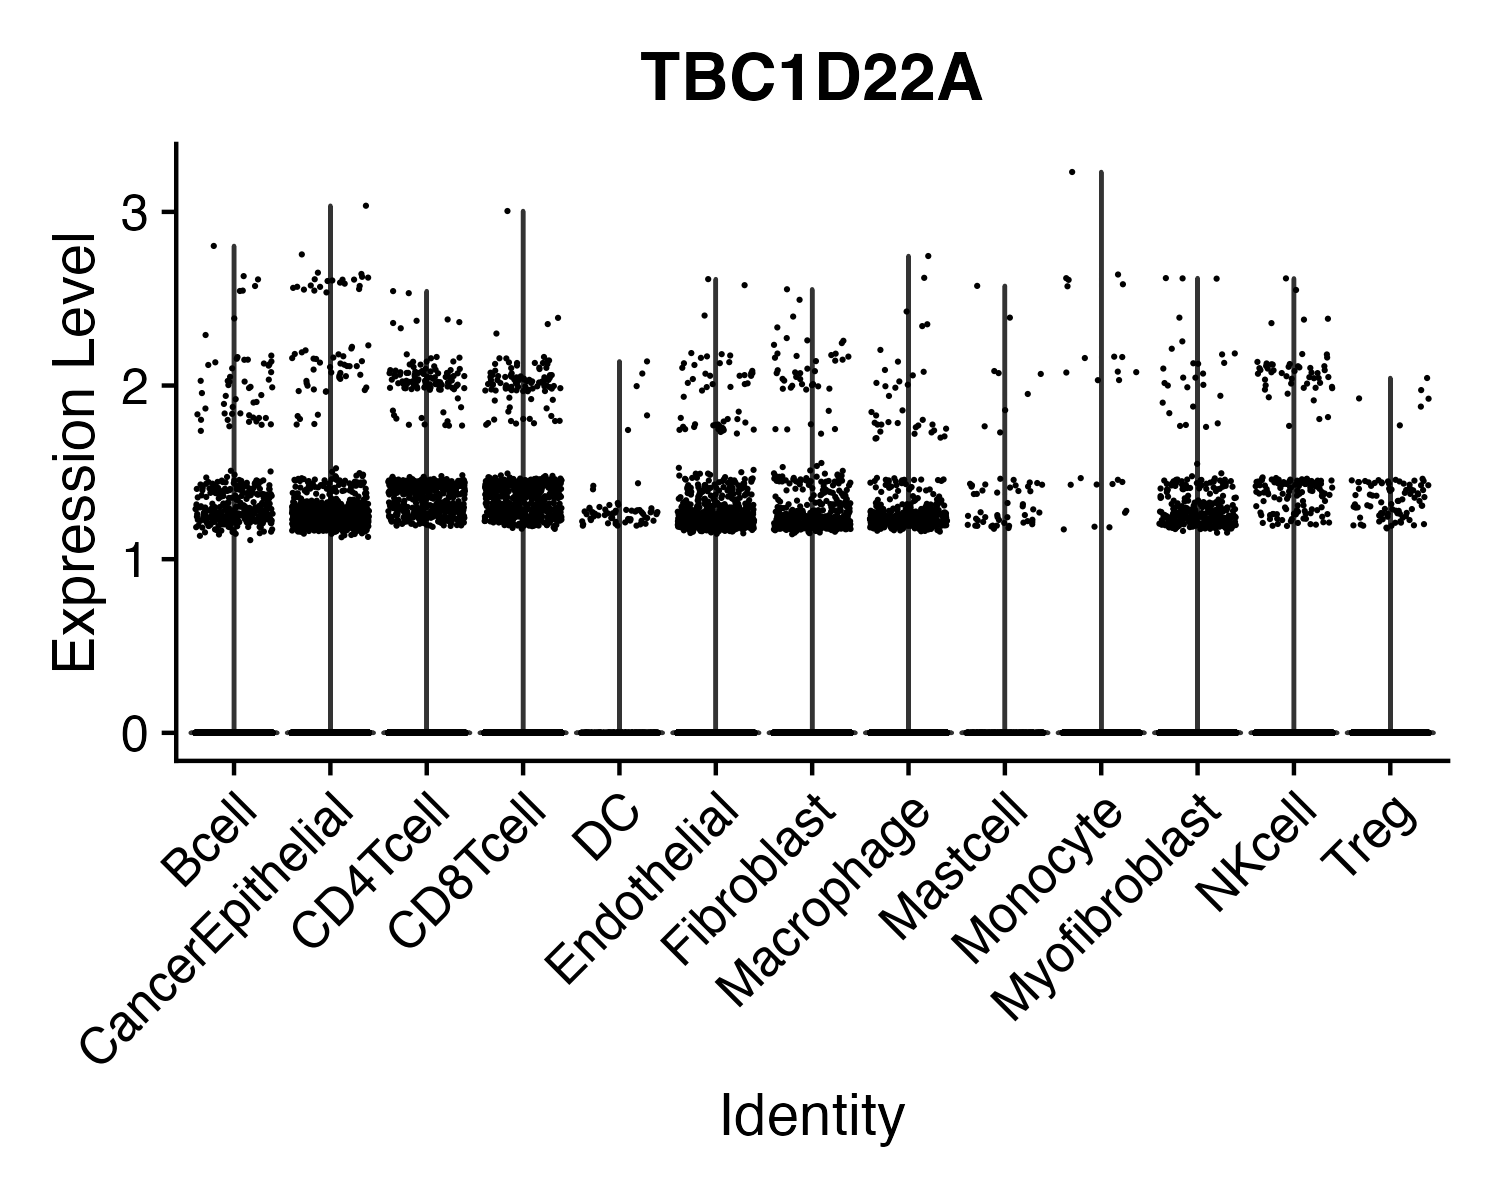 TBC1D22A
Expression Level
3
2
1
0
Bcell
CancerEpithelial
CD4Tcell
CD8Tcell
DC
Endothelial
Fibroblast
Macrophage
Mastcell
Monocyte
Myofibroblast
NKcell
Treg
Identity